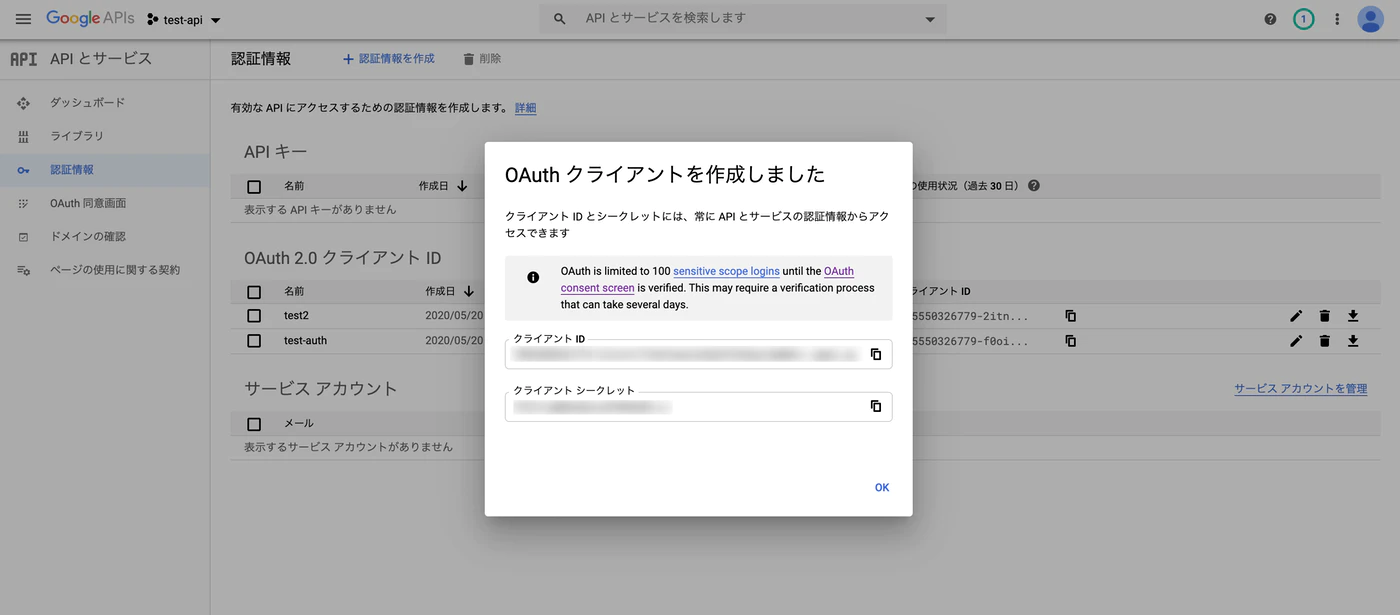 Google APIs
test-api
API とサービスを検索します
1
API API とサービス
ダッシュボード
ライブラリ
認証情報
OAuth 同意画面
ドメインの確認
ページの使用に関する契約
認証情報
認証情報を作成
削除
有効な API にアクセスするための認証情報を作成します。 詳細
API キー
名前 作成日 の使用状況（過去 30 日）
表示する API キーがありません
OAuth 2.0 クライアント ID
名前 作成日 ライアント ID
test2 2020/05/20 5550326779-2itn...
test-auth 2020/05/20 5550326779-f0oi...
サービス アカウント
サービス アカウントを管理
メール
表示するサービス アカウントがありません
OAuth クライアントを作成しました
クライアント ID とシークレットには、常に API とサービスの認証情報からアク
セスできます
OAuth is limited to 100 sensitive scope logins until the OAuth
consent screen is verified. This may require a verification process
that can take several days.
クライアント ID
クライアント シークレット
OK